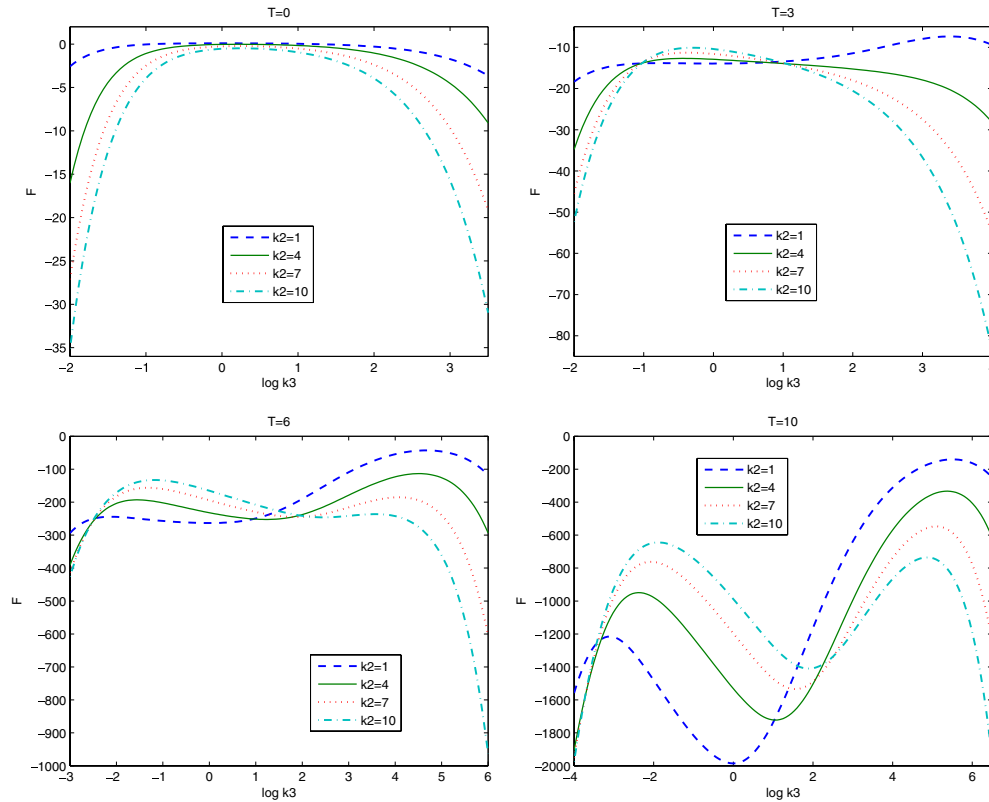 T=0
0
−5
−10
−15
−20
−25
−30
−35
F
k2=1
k2=4
k2=7
k2=10
−2
−1
0
1
2
3
log k3
T=3
−10
−20
−30
−40
−50
−60
−70
−80
F
k2=1
k2=4
k2=7
k2=10
−2
−1
0
1
2
3
4
log k3
T=6
0
−100
−200
−300
−400
−500
−600
−700
−800
−900
−1000
F
k2=1
k2=4
k2=7
k2=10
−3
−2
−1
0
1
2
3
4
5
6
log k3
T=10
0
−200
−400
−600
−800
−1000
−1200
−1400
−1600
−1800
−2000
F
k2=1
k2=4
k2=7
k2=10
−4
−2
0
2
4
6
log k3